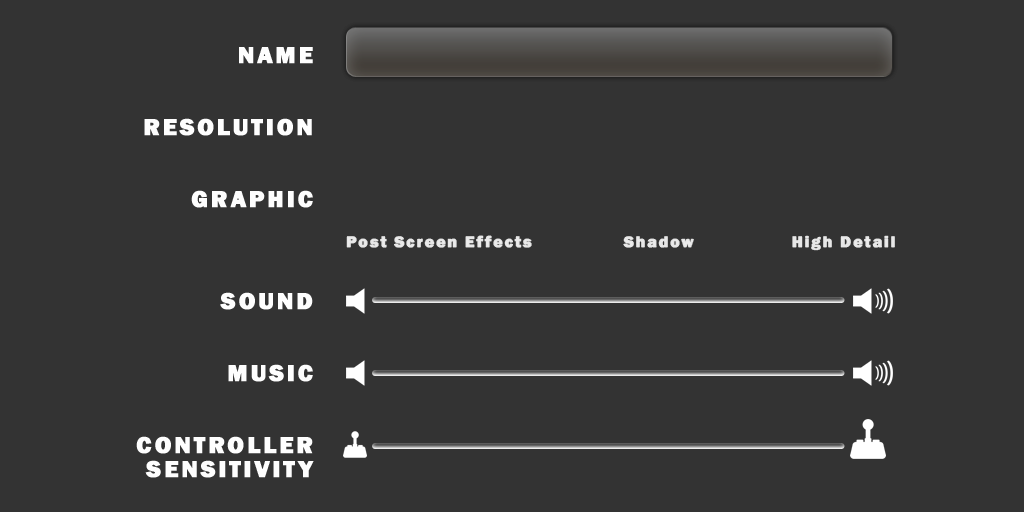 NAME
RESOLUTION
GRAPHIC
Post Screen Effects Shadow High Detail
SOUND
MUSIC
CONTROLLER
SENSITIVITY